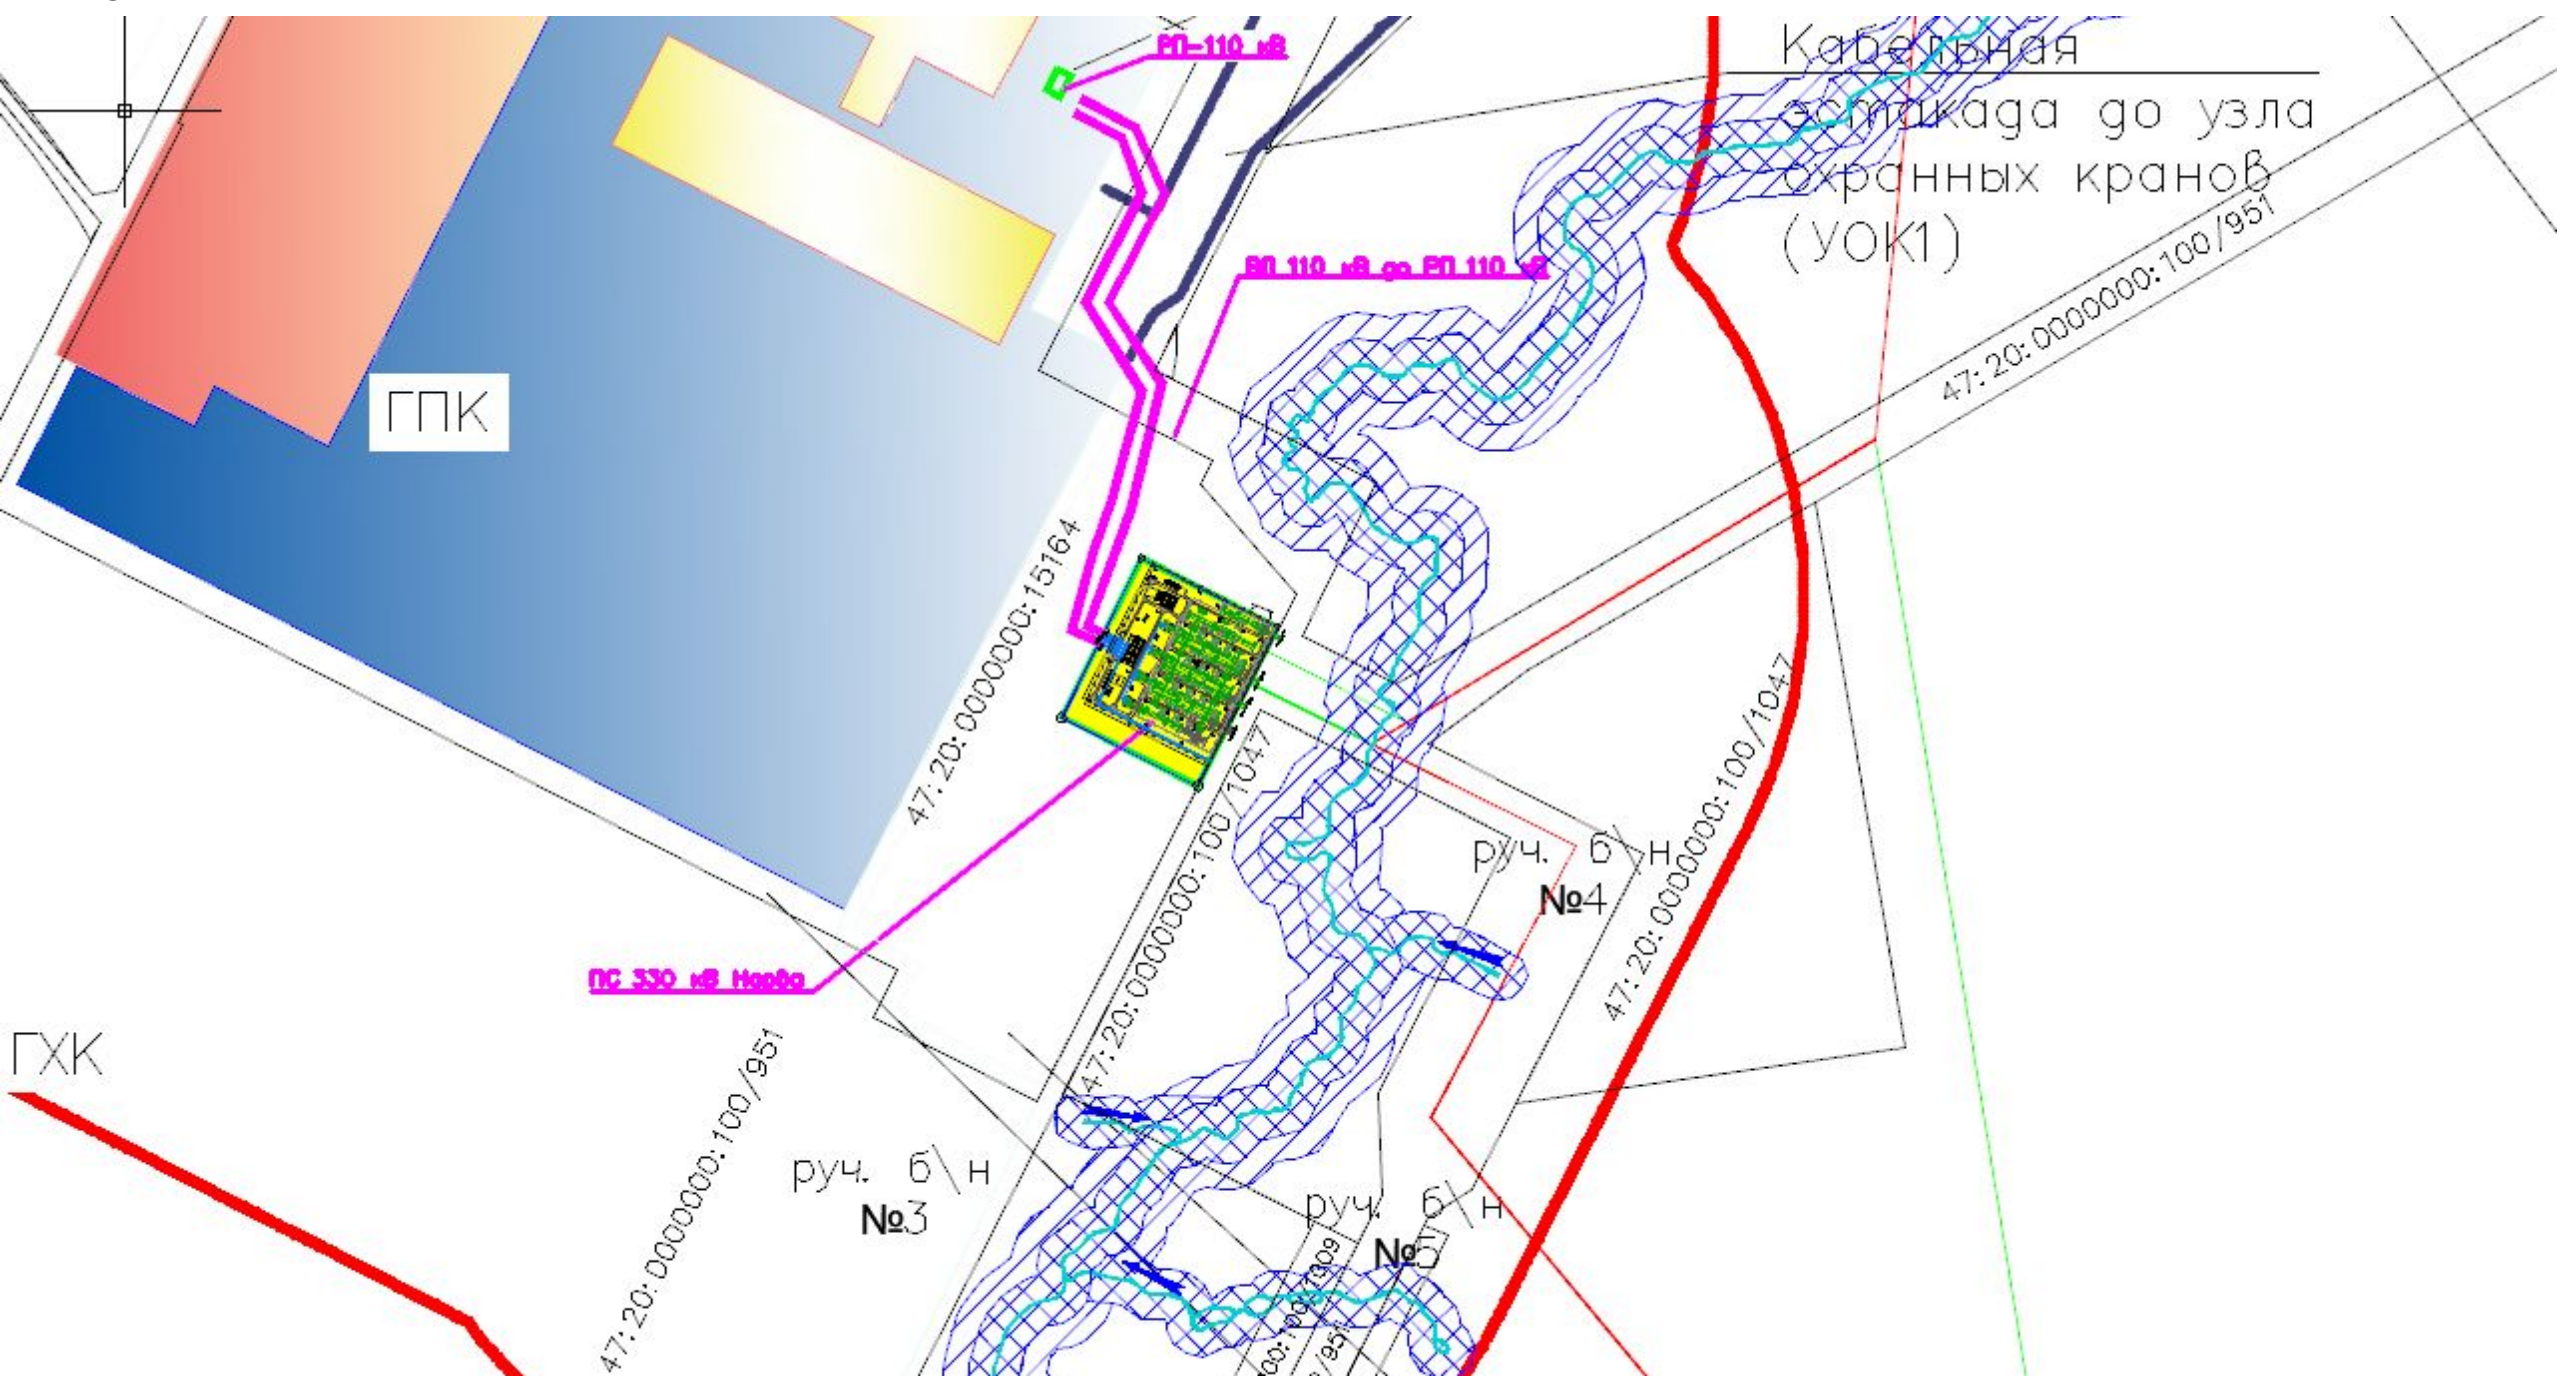 РП-110 кВ
Кабельная
эстакада до узла
охранных кранов
(УОК1)
ВЛ 110 кВ до РП 110 кВ
47:20:0000000:100/951
ГПК
47:20:0000000:15164
47:20:0000000:100/1047
47:20:0000000:100/1047
руч. б\н
№4
ПС 330 кВ Нарва
ГХК
47:20:0000000:100/951
руч. б\н
№3
руч. б\н
№5